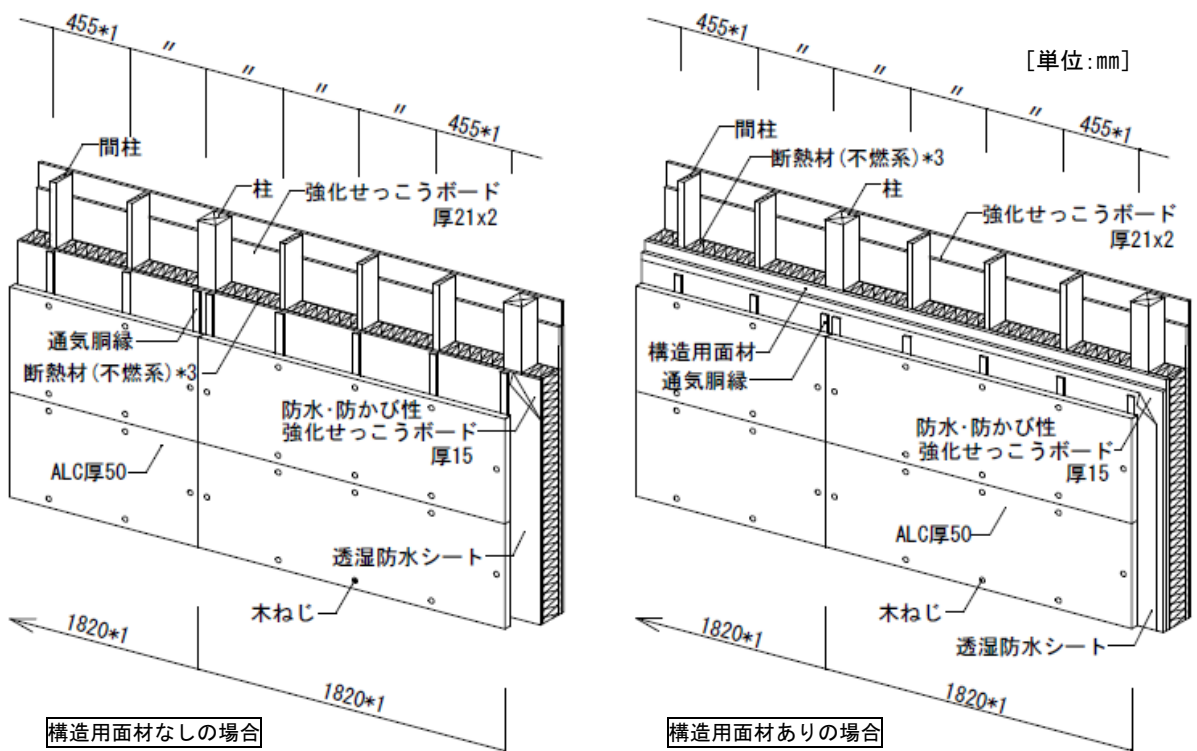 455*1
〃
〃
〃
〃
455*1
間柱
柱
強化せっこうボード
厚21x2
通気胴縁
断熱材(不燃系)*3
防水・防かび性
強化せっこうボード
厚15
ALC厚50
透湿防水シート
木ねじ
1820*1
1820*1
構造用面材なしの場合
[単位:㎜]
455*1
〃
〃
〃
〃
455*1
間柱
断熱材(不燃系)*3
柱
強化せっこうボード
厚21x2
構造用面材
通気胴縁
防水・防かび性
強化せっこうボード
厚15
ALC厚50
木ねじ
透湿防水シート
1820*1
1820*1
構造用面材ありの場合